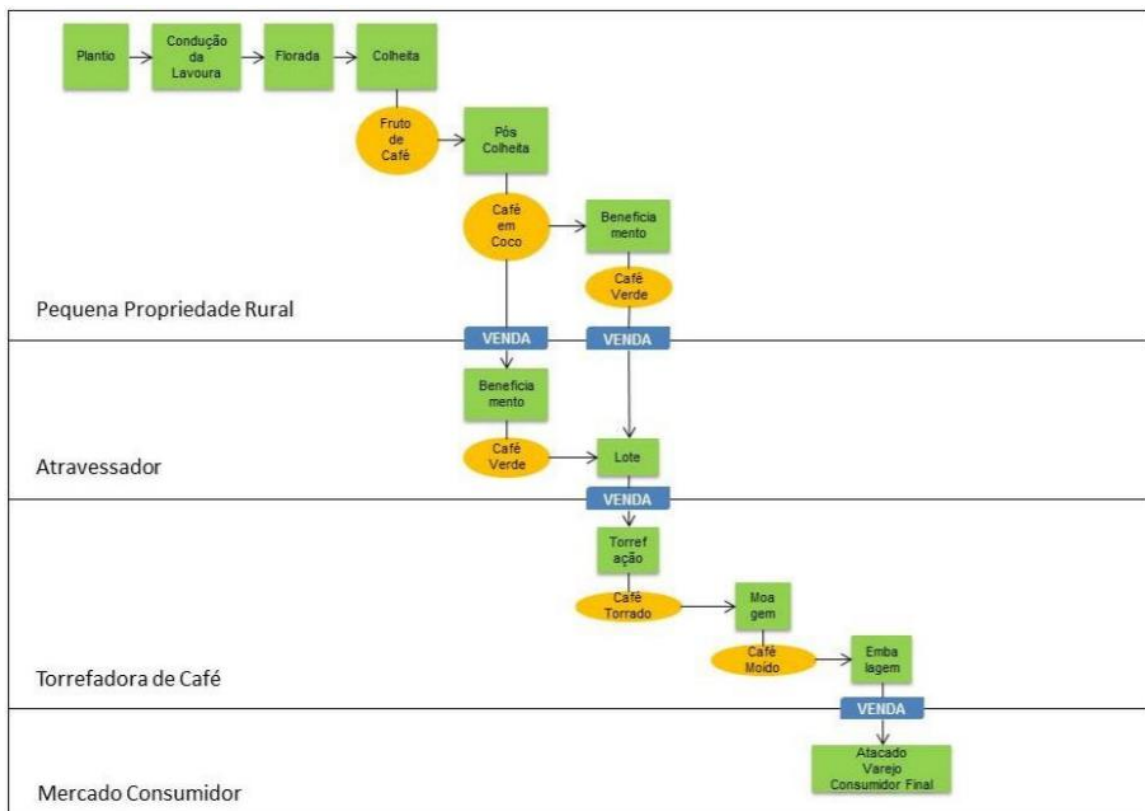 Plantio
Condução
da
Lavoura
Florada
Colheita
Fruto
de
Café
Pós
Colheita
Café
em
Coco
Beneficia
mento
Café
Verde
Pequena Propriedade Rural
VENDA
VENDA
Beneficia
mento
Café
Verde
Lote
Atravessador
VENDA
Torref
ação
Café
Torrado
Moa
gem
Café
Moído
Emba
lagem
Torrefadora de Café
VENDA
Atacado
Varejo
Consumidor Final
Mercado Consumidor